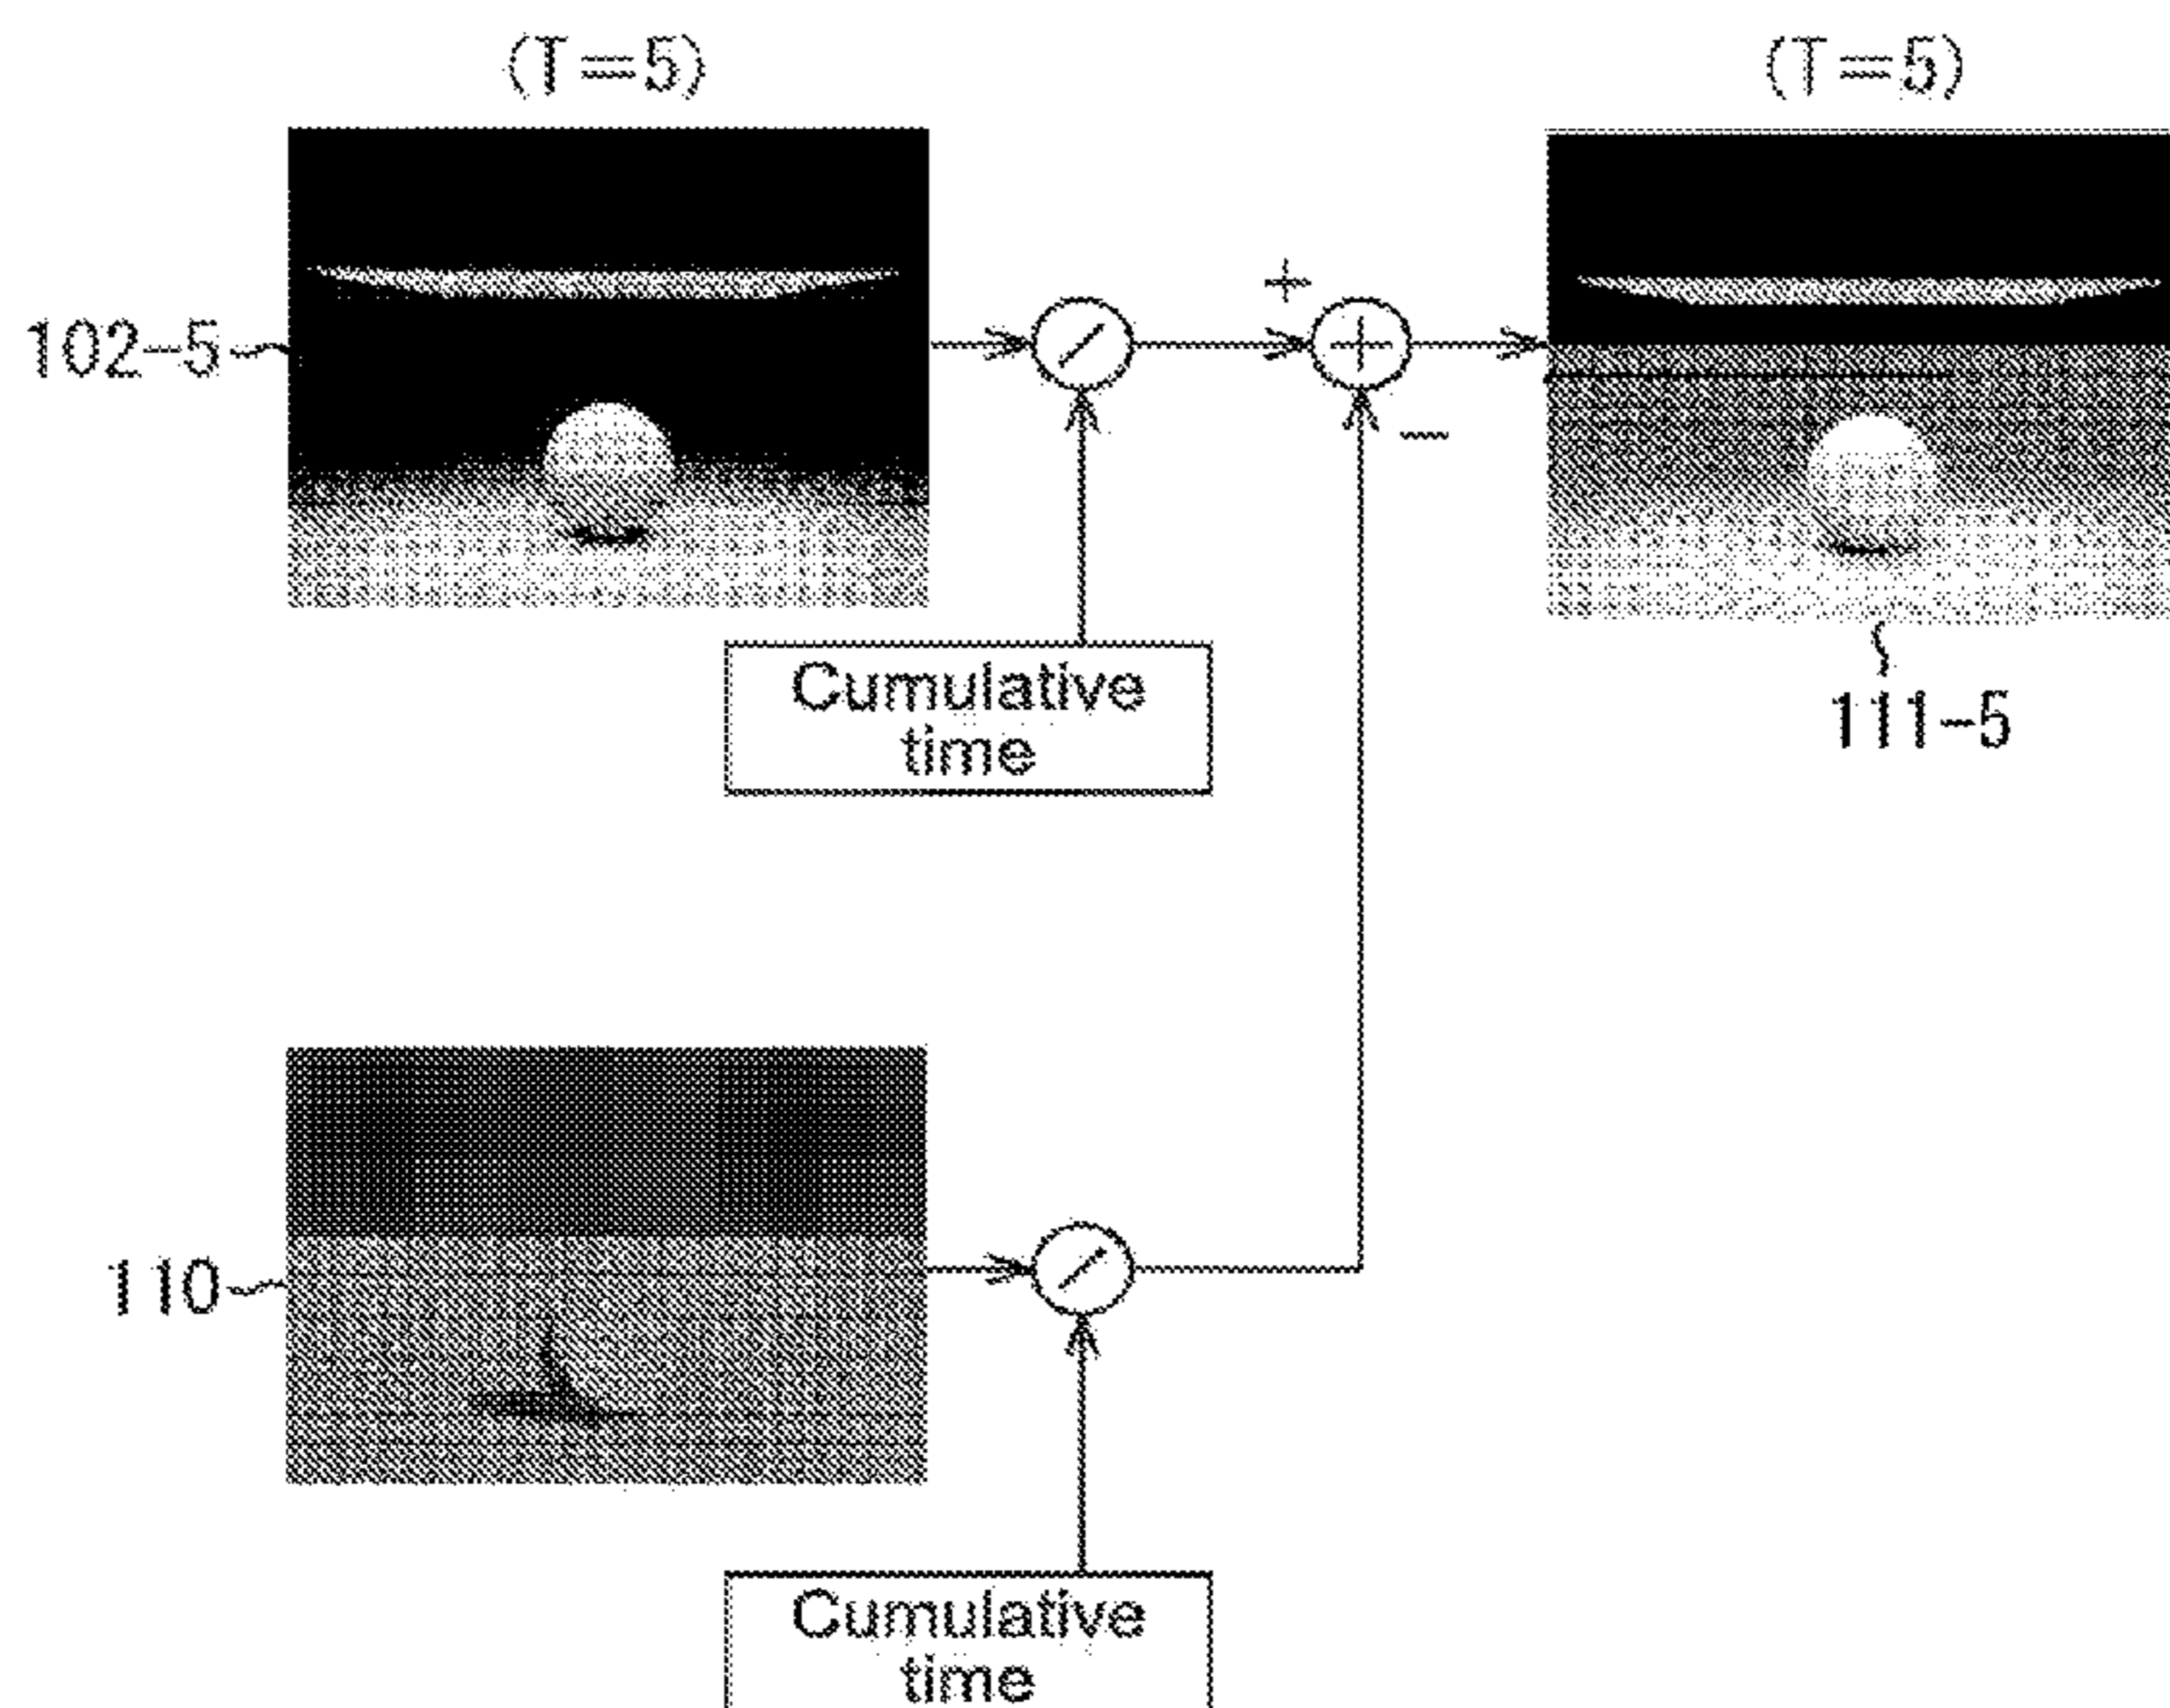 (T=5)
(T=5)
+
102-5
−
Cumulative
time
111-5
110
Cumulative
time